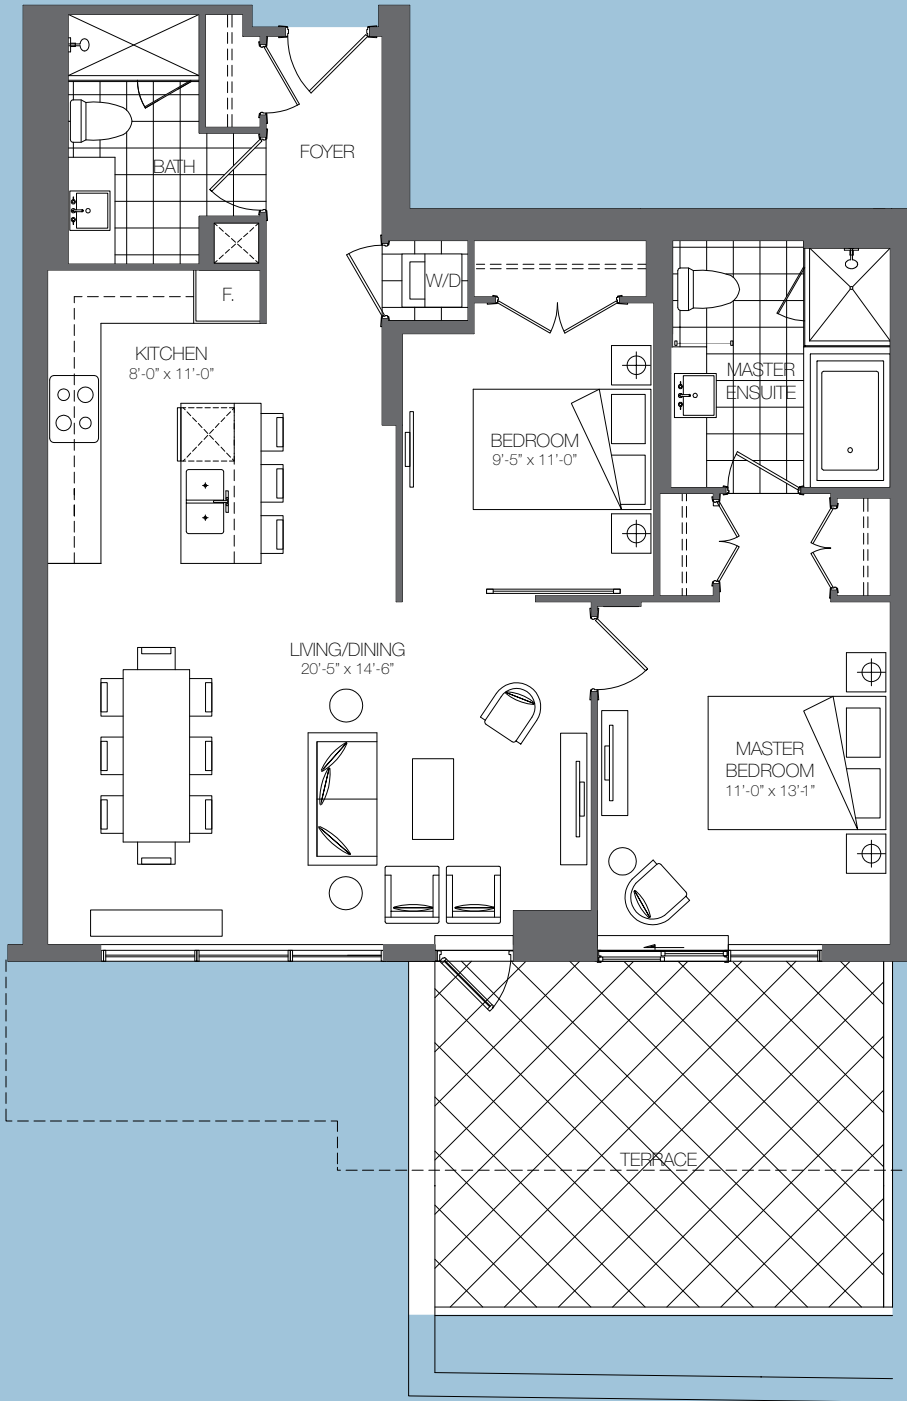 FOYER
BATH
W/D
F.
KITCHEN
8'-0" x 11'-0"
MASTER
ENSUITE
BEDROOM
9'-5" x 11'-0"
LIVING/DINING
20'-5" x 14'-6"
MASTER
BEDROOM
11'-0" x 13'-1"
TERRACE